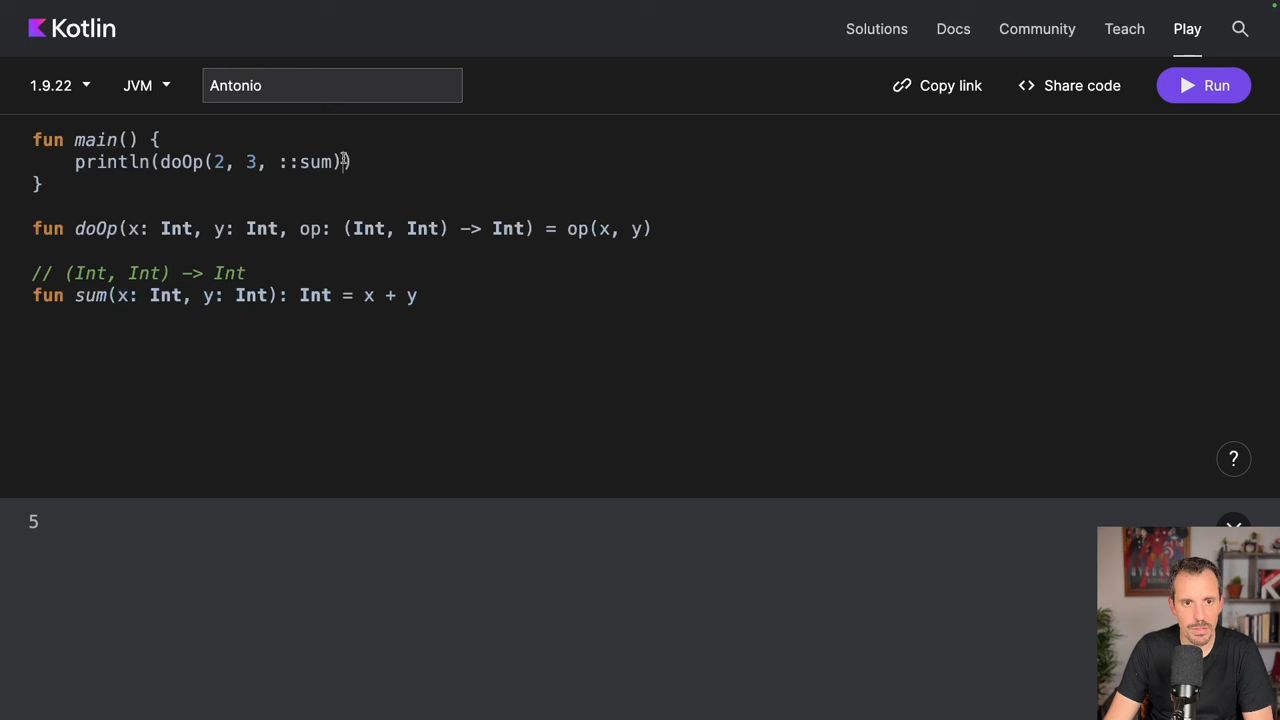 Kotlin
Solutions Docs Community Teach Play
1.9.22 JVM Antonio Copy link <> Share code Run
fun main() {
    println(doOp(2, 3, ::sum))
}
fun doOp(x: Int, y: Int, op: (Int, Int) -> Int) = op(x, y)
// (Int, Int) -> Int
fun sum(x: Int, y: Int): Int = x + y
?
5